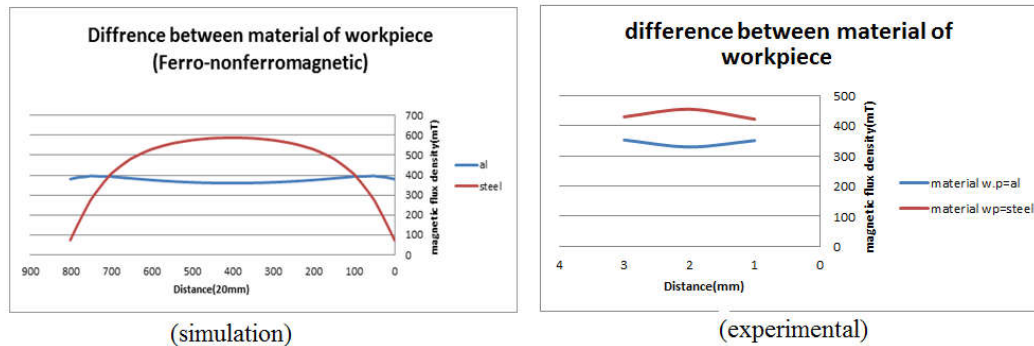 Diffrence between material of workpiece
(Ferro-nonferromagnetic)
700
600
500
400
300
200
100
0
magnetic flux density(mT)
al
steel
900 800 700 600 500 400 300 200 100 0
Distance(20mm)
(simulation)
difference between material of
workpiece
500
400
300
200
100
0
magnetic flux density(mT)
material w.p=al
material wp=steel
4 3 2 1 0
Distance(mm)
(experimental)